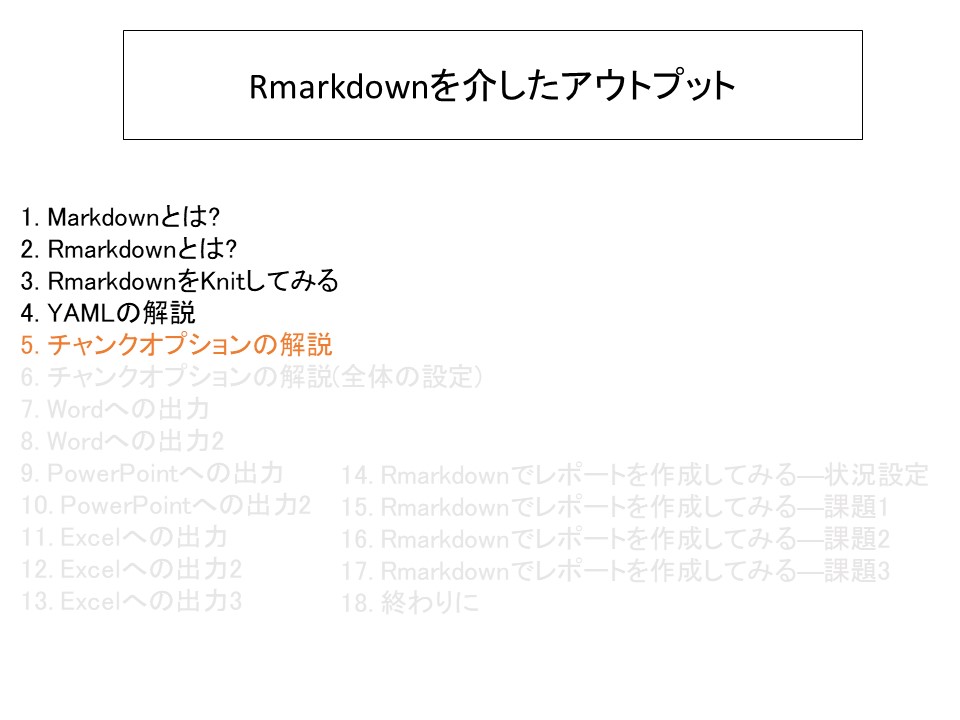 Rmarkdownを介したアウトプット
1. Markdownとは?
2. Rmarkdownとは?
3. RmarkdownをKnitしてみる
4. YAMLの解説
5. チャンクオプションの解説
6. チャンクオプションの解説(全体の設定)
7. Wordへの出力
8. Wordへの出力2
9. PowerPointへの出力
10. PowerPointへの出力2
11. Excelへの出力
12. Excelへの出力2
13. Excelへの出力3
14. Rmarkdownでレポートを作成してみる—状況設定
15. Rmarkdownでレポートを作成してみる—課題1
16. Rmarkdownでレポートを作成してみる—課題2
17. Rmarkdownでレポートを作成してみる—課題3
18. 終わりに